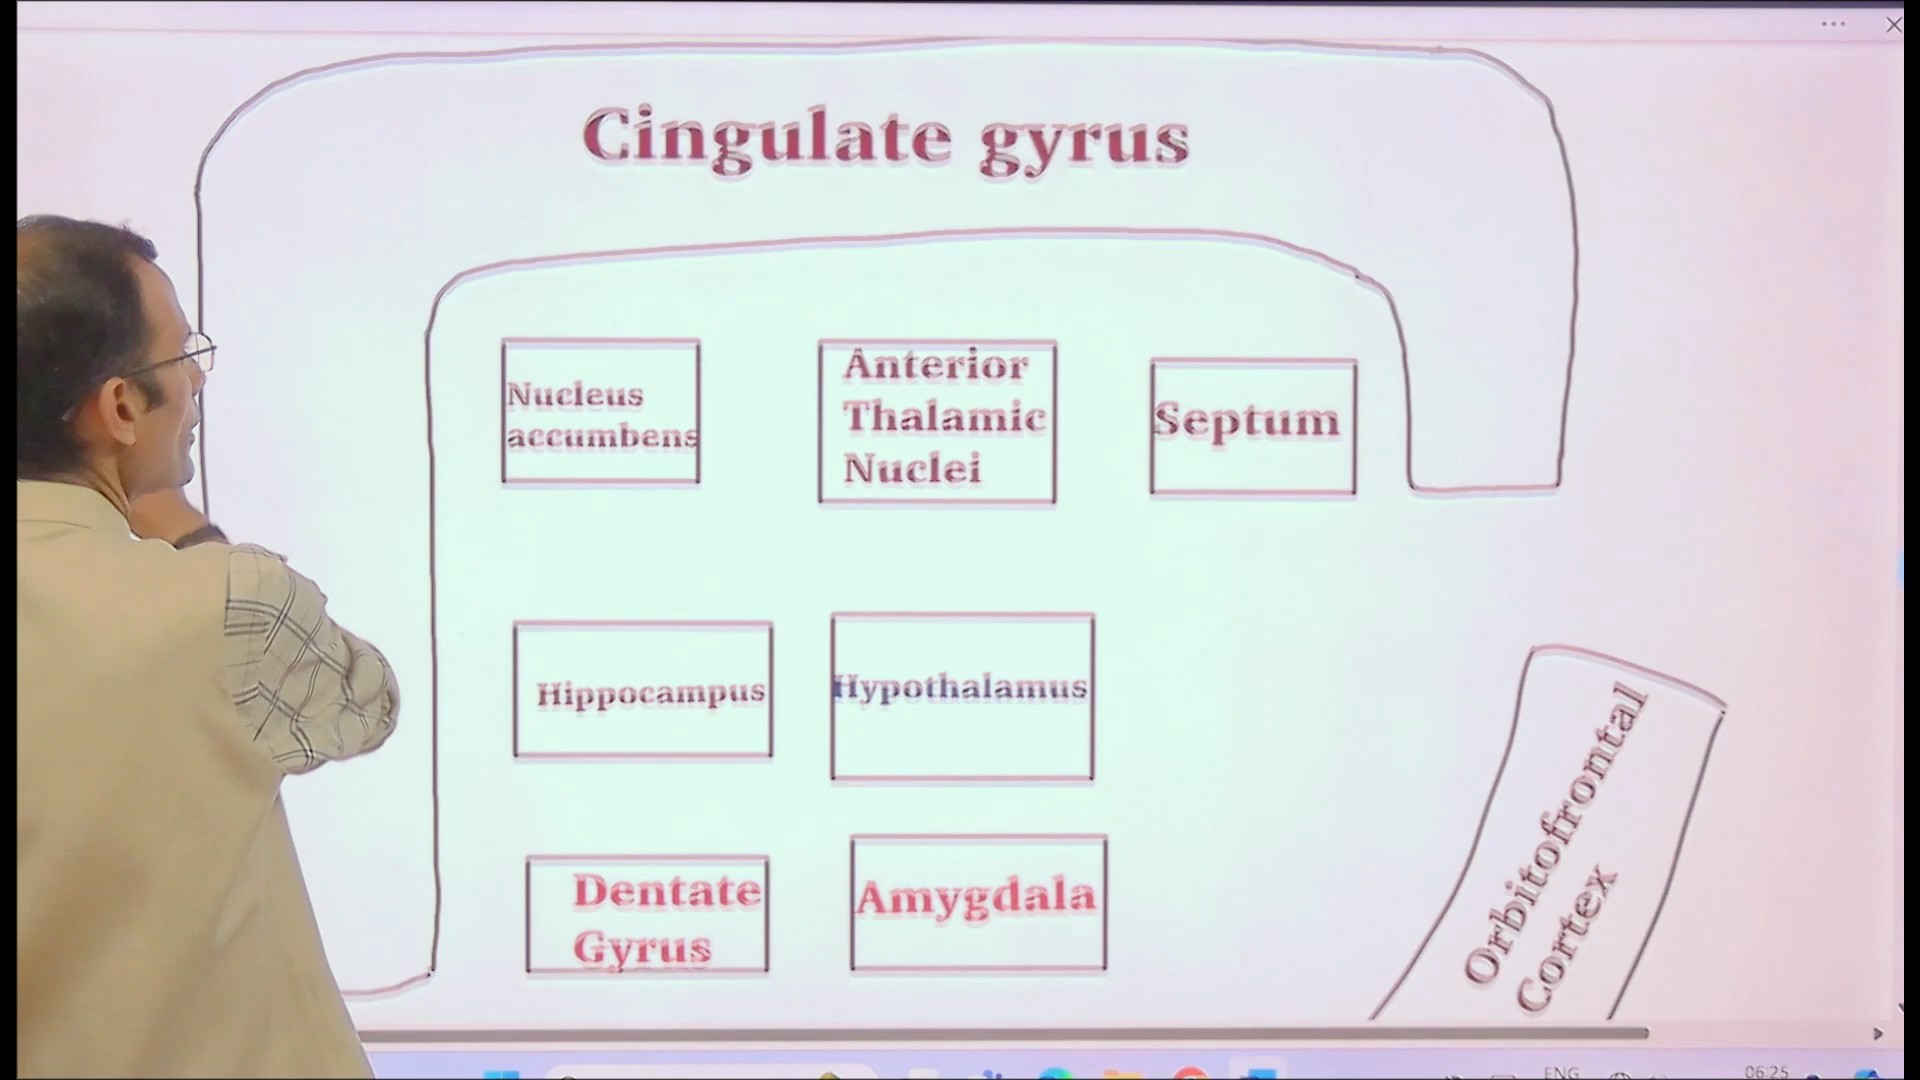 Cingulate gyrus
Nucleus
accumbens
Anterior
Thalamic
Nuclei
Septum
Hippocampus
Hypothalamus
Dentate
Gyrus
Amygdala
Orbitofrontal
Cortex
ENG
06:25